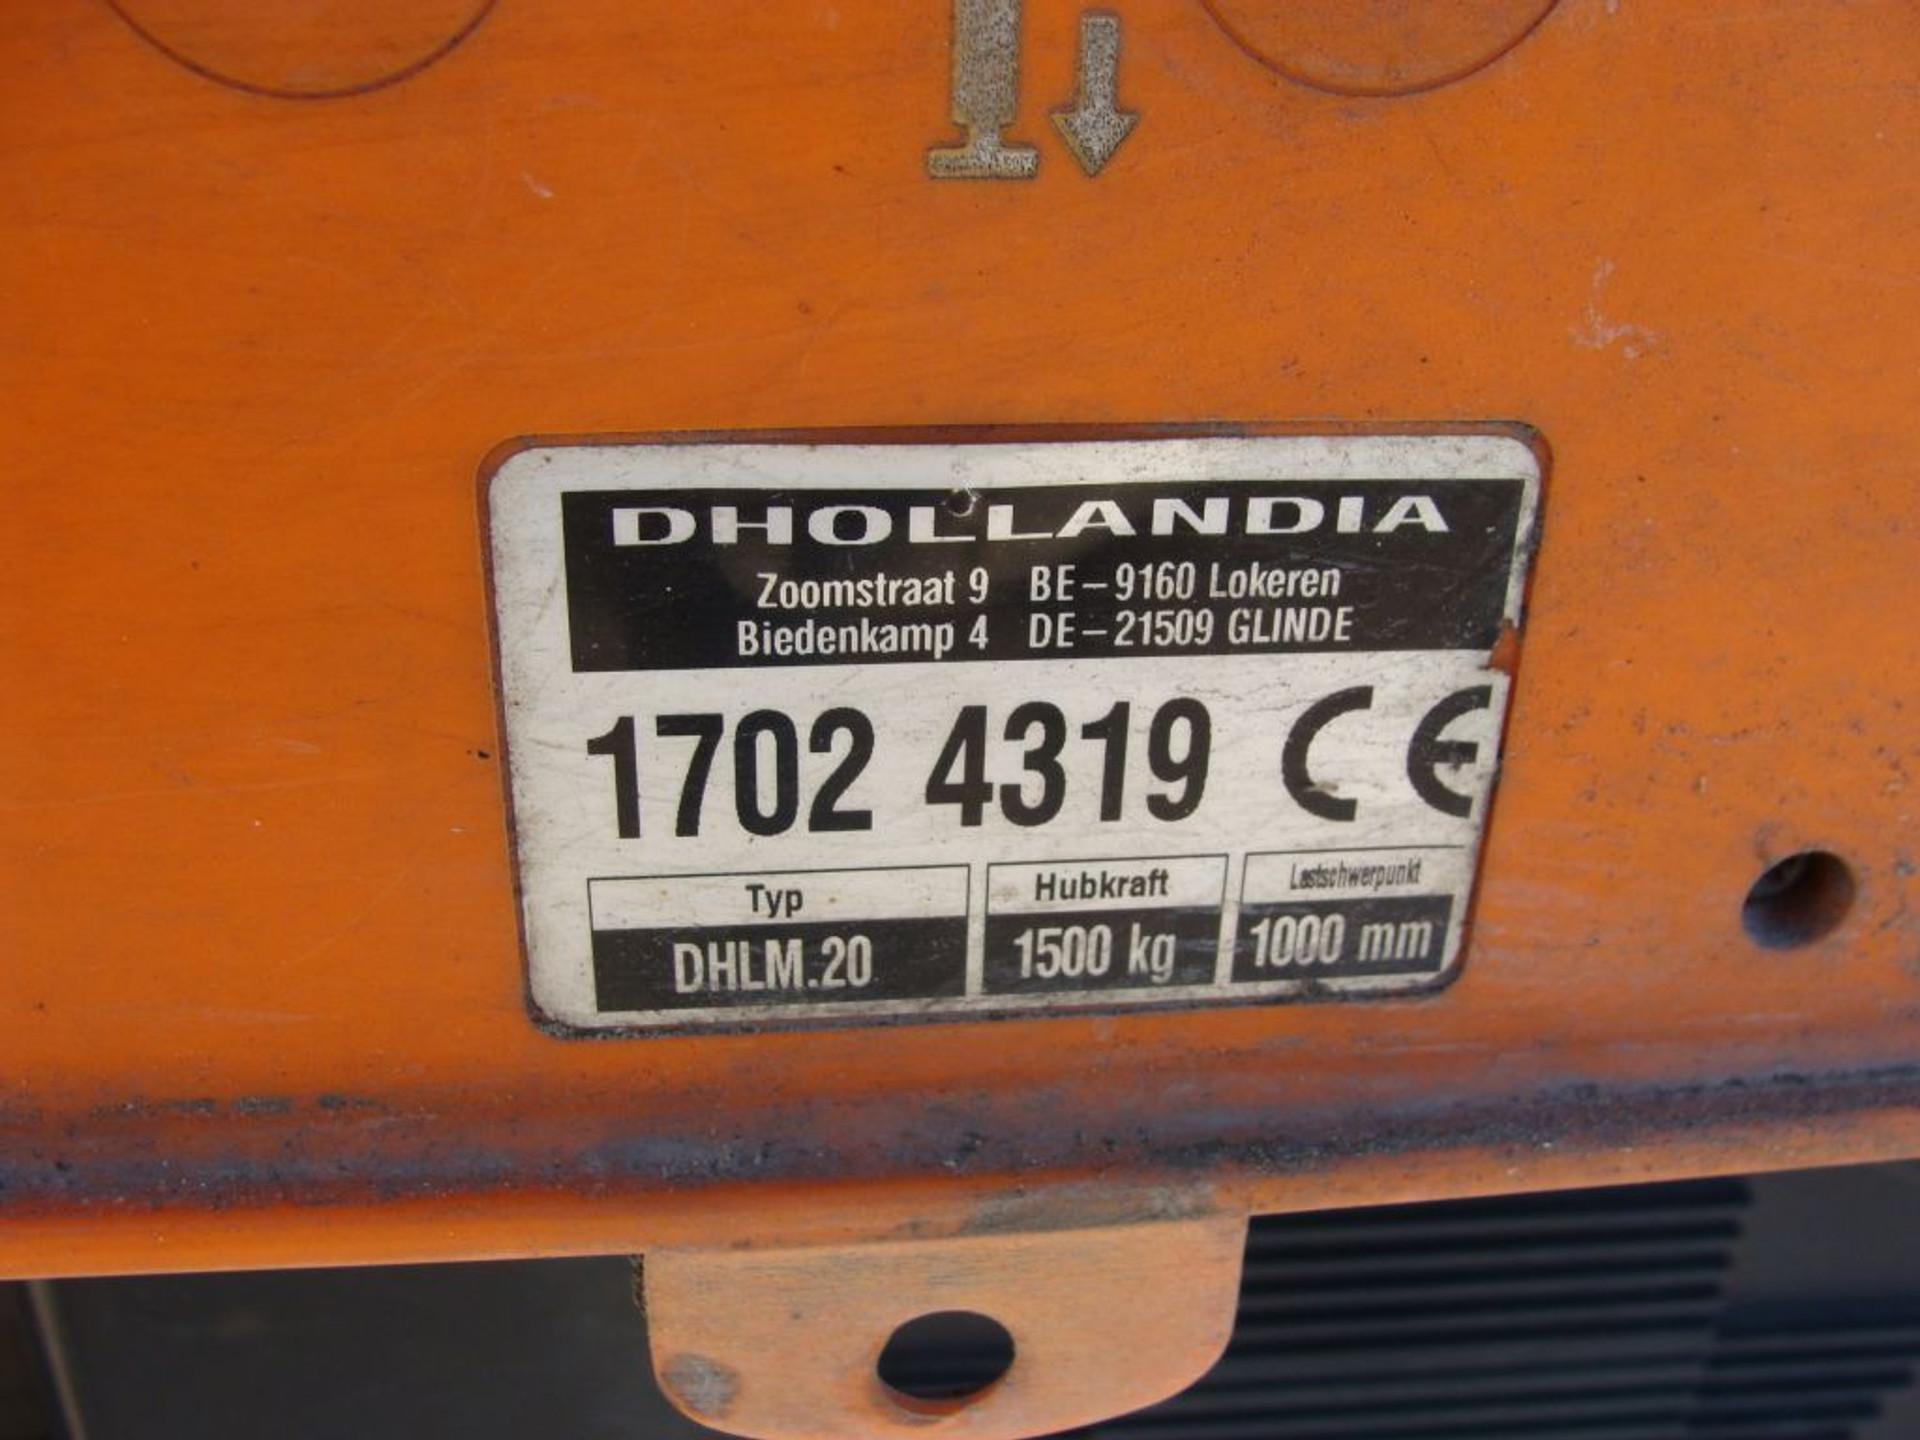 DHOLLANDIA
Zoomstraat 9 BE-9160 Lokeren
Biedenkamp 4 DE-21509 GLINDE
1702 4319 CE
Typ Hubkraft Lastschwerpunkt
DHLM.20 1500 kg 1000 mm